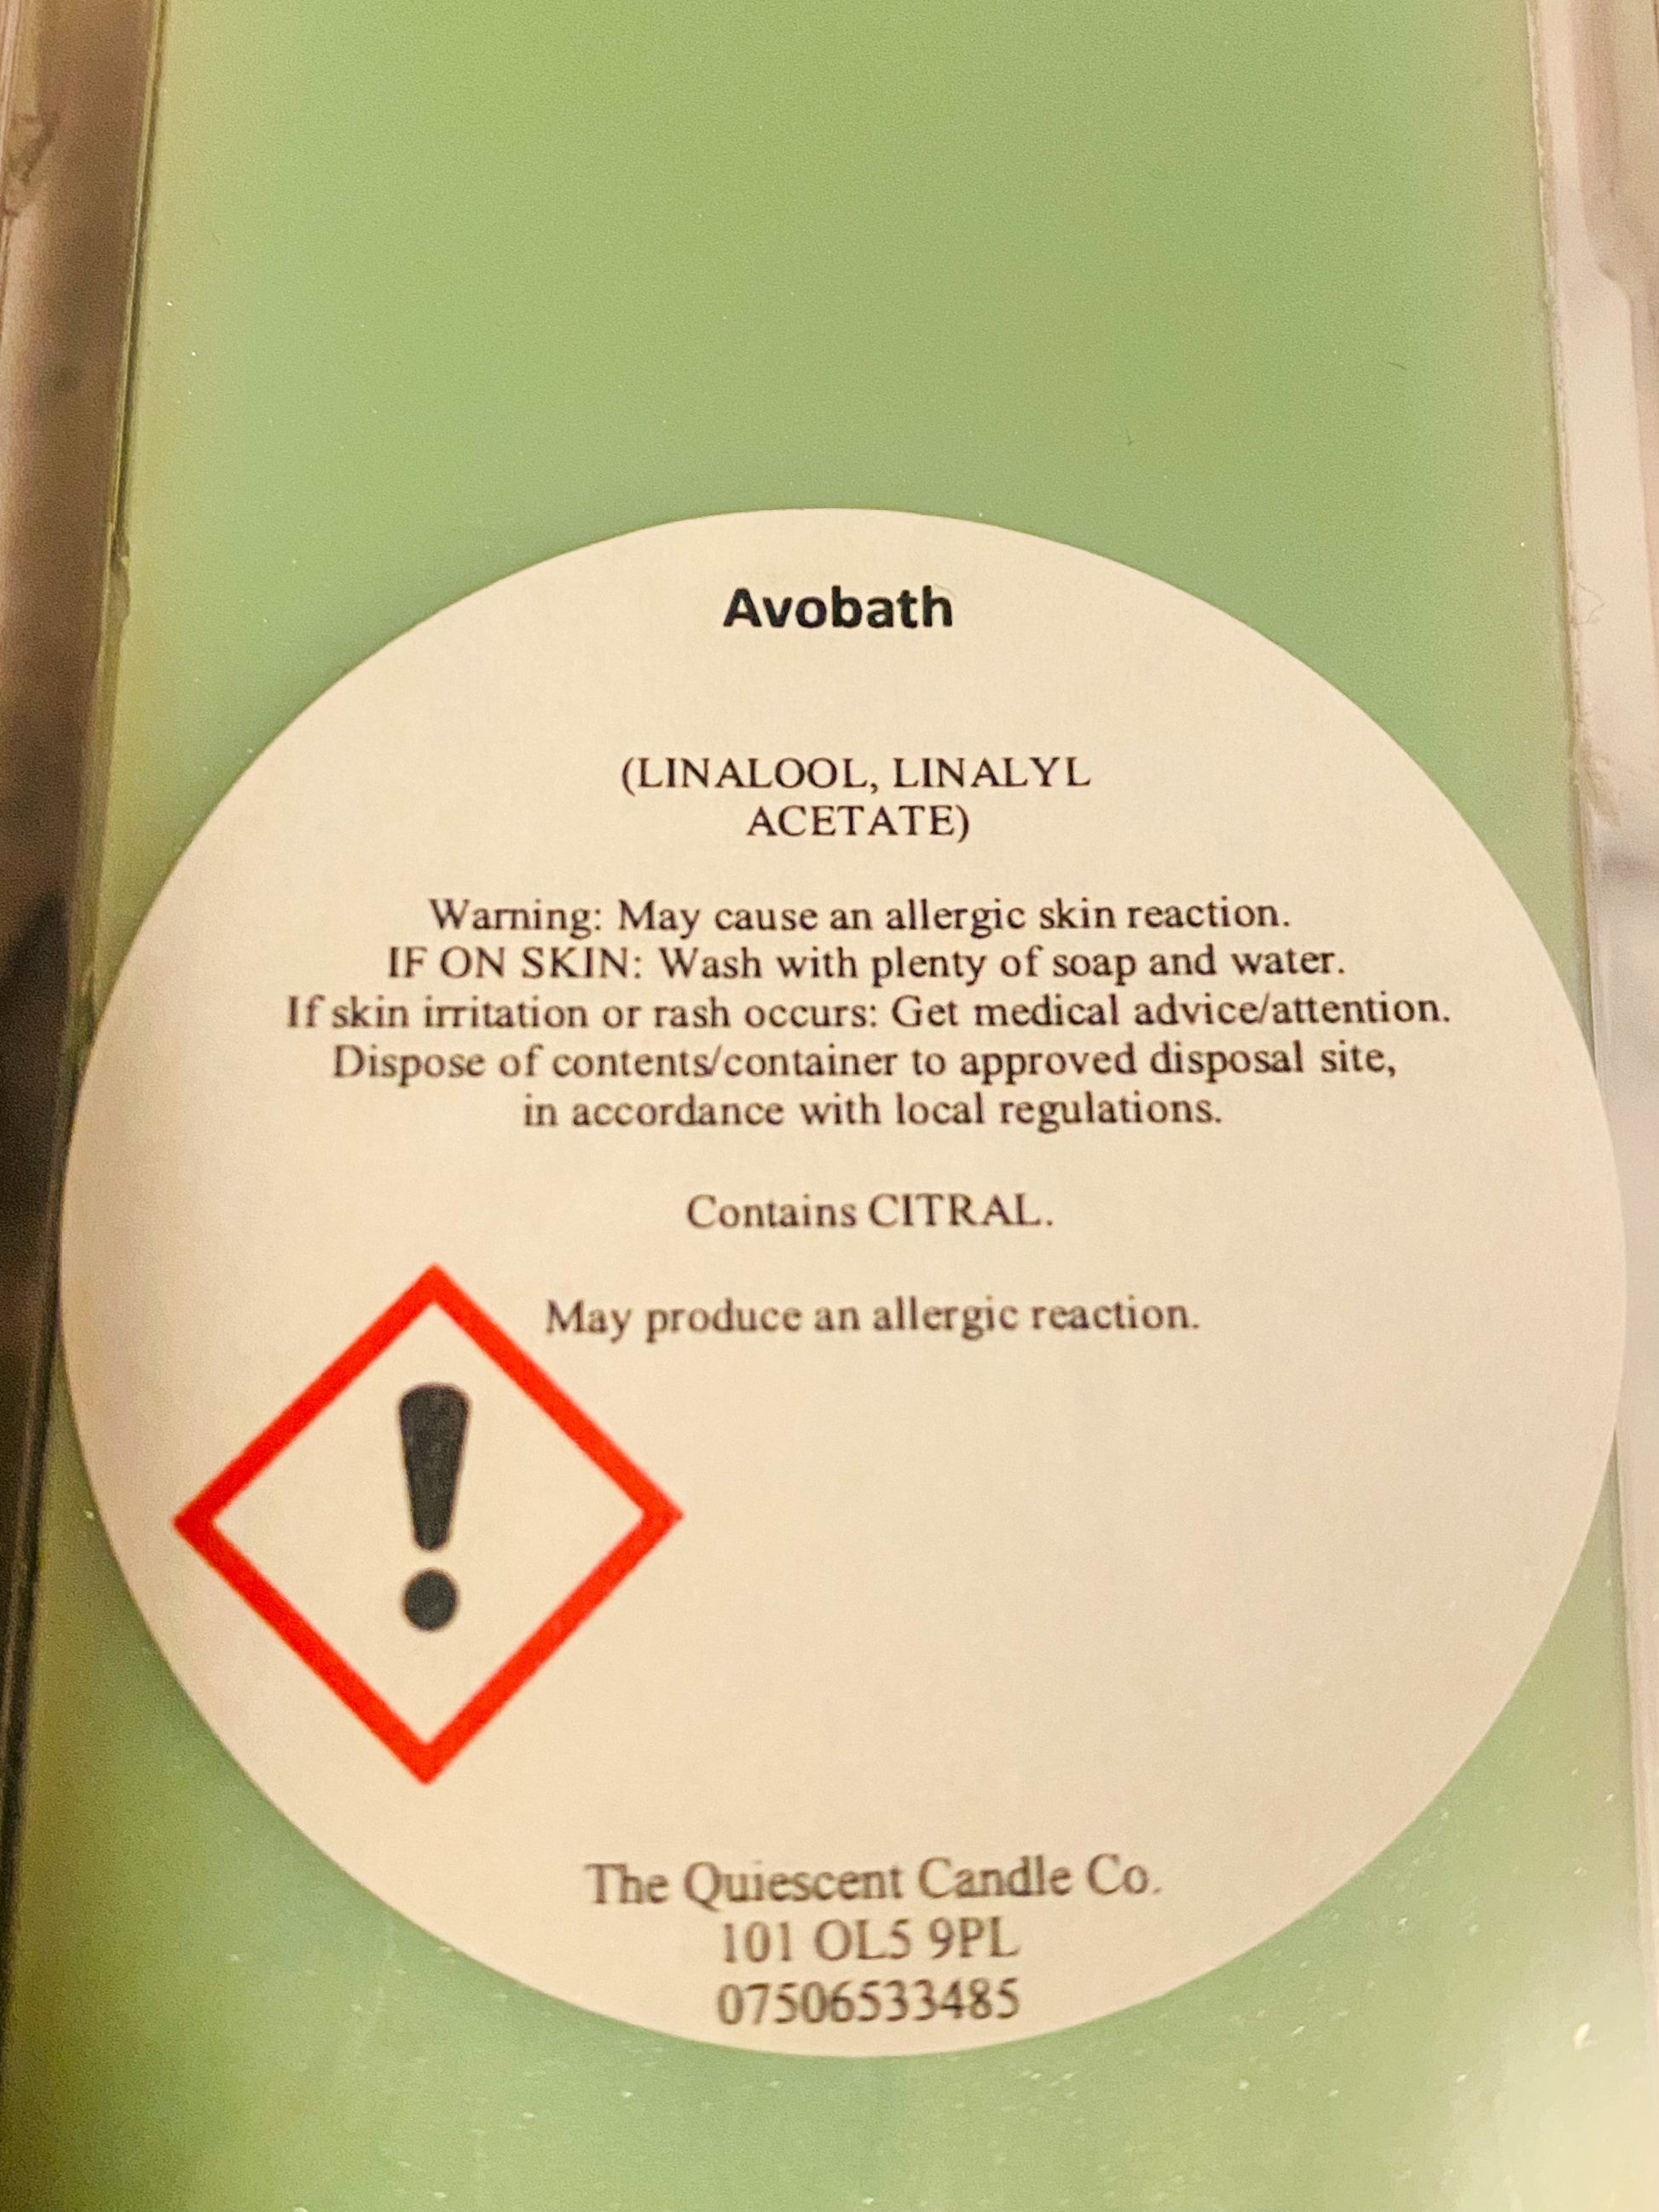 Avobath
(LINALOOL, LINALYL
ACETATE)
Warning: May cause an allergic skin reaction.
IF ON SKIN: Wash with plenty of soap and water.
If skin irritation or rash occurs: Get medical advice/attention.
Dispose of contents/container to approved disposal site,
in accordance with local regulations.
Contains CITRAL.
May produce an allergic reaction.
The Quiescent Candle Co.
101 OL5 9PL
07506533485